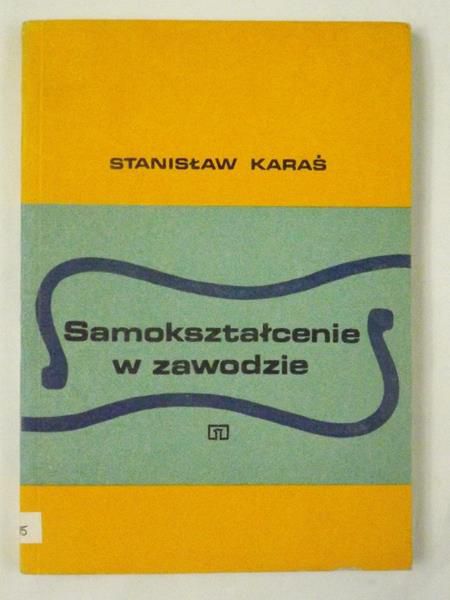 STANISŁAW KARAŚ
Samokształcenie
w zawodzie